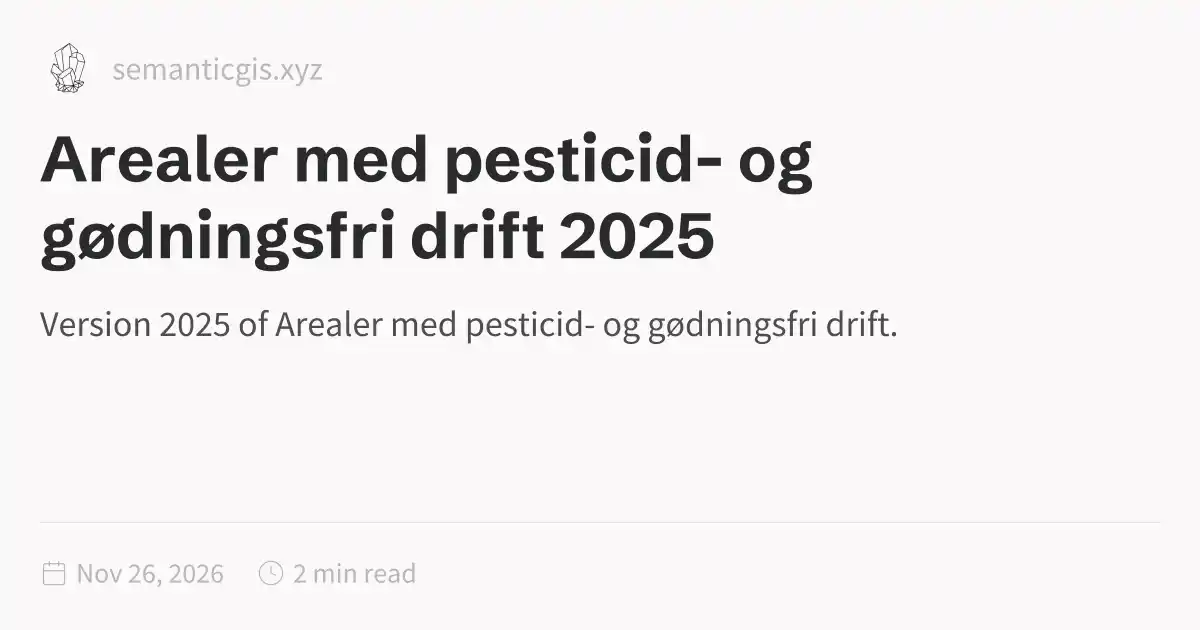 semanticgis.xyz
Arealer med pesticid- og
gødningsfri drift 2025
Version 2025 of Arealer med pesticid- og gødningsfri drift.
Nov 26, 2026 2 min read